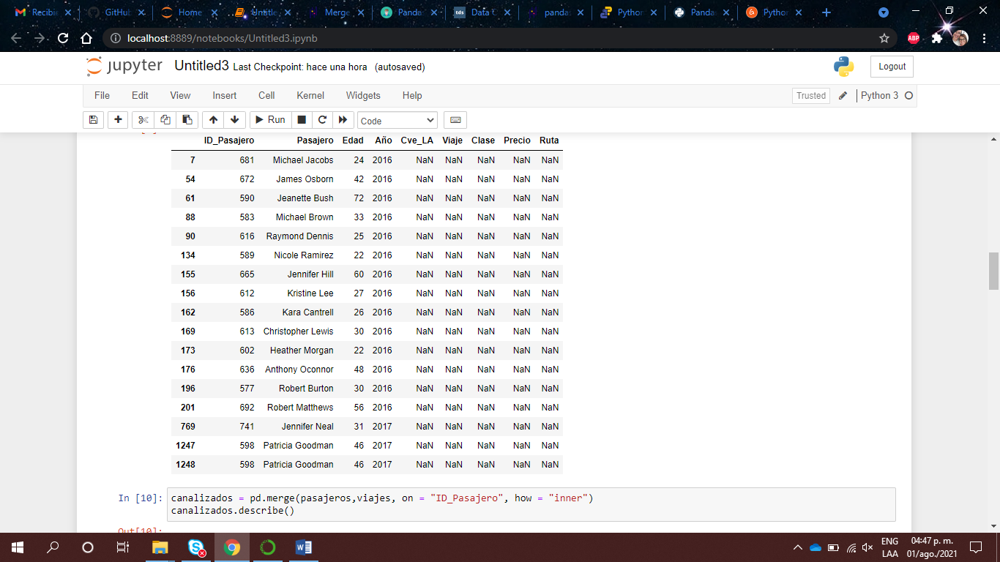 Recibie GitHub Home Untitle Merge Panda tds Data C pandas Python Panda Python
localhost:8889/notebooks/Untitled3.ipynb ABP
jupyter Untitled3 Last Checkpoint: hace una hora (autosaved) Logout
File Edit View Insert Cell Kernel Widgets Help Trusted Python 3
Run Code
ID_Pasajero Pasajero Edad Año Cve_LA Viaje Clase Precio Ruta
7 681 Michael Jacobs 24 2016 NaN NaN NaN NaN NaN
54 672 James Osborn 42 2016 NaN NaN NaN NaN NaN
61 590 Jeanette Bush 72 2016 NaN NaN NaN NaN NaN
88 583 Michael Brown 33 2016 NaN NaN NaN NaN NaN
90 616 Raymond Dennis 25 2016 NaN NaN NaN NaN NaN
134 589 Nicole Ramirez 22 2016 NaN NaN NaN NaN NaN
155 665 Jennifer Hill 60 2016 NaN NaN NaN NaN NaN
156 612 Kristine Lee 27 2016 NaN NaN NaN NaN NaN
162 586 Kara Cantrell 26 2016 NaN NaN NaN NaN NaN
169 613 Christopher Lewis 30 2016 NaN NaN NaN NaN NaN
173 602 Heather Morgan 22 2016 NaN NaN NaN NaN NaN
176 636 Anthony Oconnor 48 2016 NaN NaN NaN NaN NaN
196 577 Robert Burton 30 2016 NaN NaN NaN NaN NaN
201 692 Robert Matthews 56 2016 NaN NaN NaN NaN NaN
769 741 Jennifer Neal 31 2017 NaN NaN NaN NaN NaN
1247 598 Patricia Goodman 46 2017 NaN NaN NaN NaN NaN
1248 598 Patricia Goodman 46 2017 NaN NaN NaN NaN NaN
In [10]: canalizados = pd.merge(pasajeros,viajes, on = "ID_Pasajero", how = "inner")
canalizados.describe()
Out[10]:
ENG 04:47 p. m.
LAA 01/ago./2021